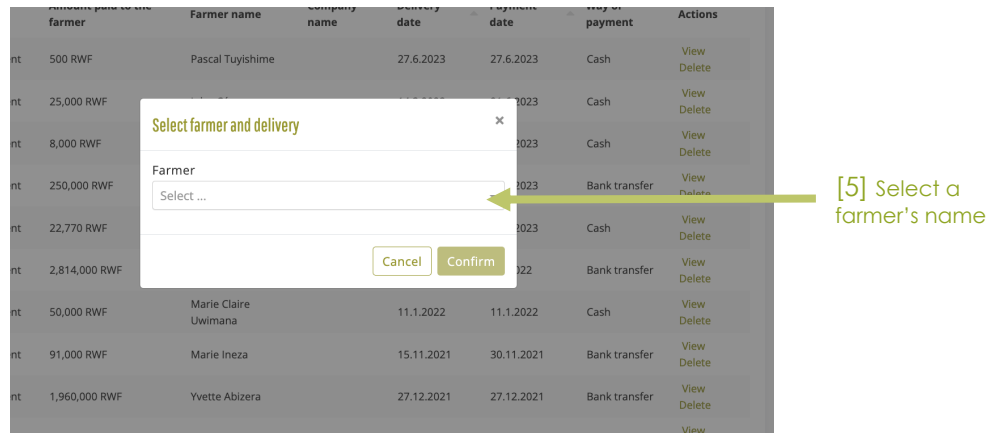 Amount paid to the farmer Farmer name Company name Delivery date Payment date Way of payment Actions
nt 500 RWF Pascal Tuyishime 27.6.2023 27.6.2023 Cash View Delete
nt 25,000 RWF 2023 Cash View Delete
Select farmer and delivery ×
nt 8,000 RWF 2023 Cash View Delete
Farmer
Select ...
nt 250,000 RWF 2023 Bank transfer View Delete
[5] Select a
farmer's name
nt 22,770 RWF 2023 Cash View Delete
Cancel Confirm
nt 2,814,000 RWF 022 Bank transfer View Delete
nt 50,000 RWF Marie Claire Uwimana 11.1.2022 11.1.2022 Cash View Delete
nt 91,000 RWF Marie Ineza 15.11.2021 30.11.2021 Bank transfer View Delete
nt 1,960,000 RWF Yvette Abizera 27.12.2021 27.12.2021 Bank transfer View Delete
View